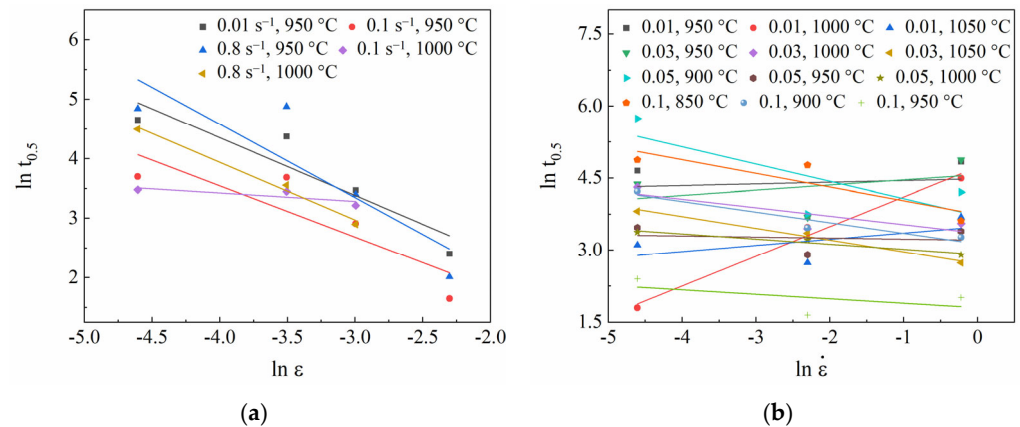 0.01 s⁻¹, 950 °C 0.1 s⁻¹, 950 °C
0.8 s⁻¹, 950 °C 0.1 s⁻¹, 1000 °C
0.8 s⁻¹, 1000 °C
6
5
4
3
2
ln t0.5
-5.0 -4.5 -4.0 -3.5 -3.0 -2.5 -2.0
ln ε
(a)
0.01, 950 °C 0.01, 1000 °C 0.01, 1050 °C
0.03, 950 °C 0.03, 1000 °C 0.03, 1050 °C
0.05, 900 °C 0.05, 950 °C 0.05, 1000 °C
0.1, 850 °C 0.1, 900 °C 0.1, 950 °C
7.5
6.0
4.5
3.0
1.5
ln t0.5
-5 -4 -3 -2 -1 0
ln ε̇
(b)